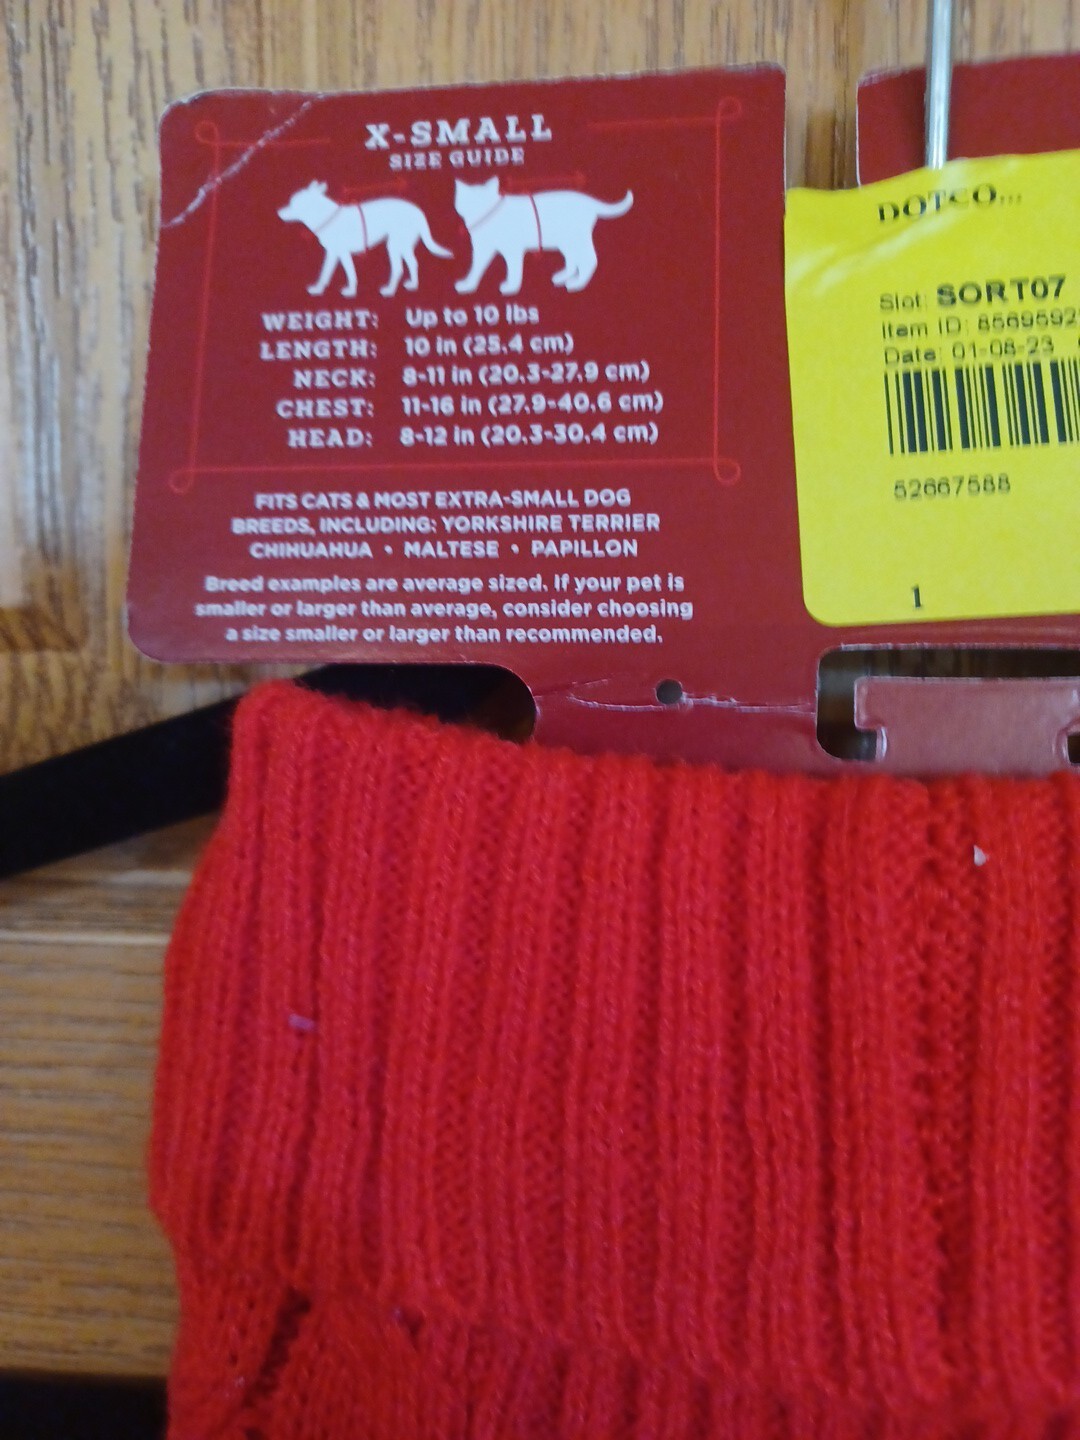 X-SMALL
SIZE GUIDE
WEIGHT: Up to 10 lbs
LENGTH: 10 in (25.4 cm)
NECK: 8-11 in (20.3-27.9 cm)
CHEST: 11-16 in (27.9-40.6 cm)
HEAD: 8-12 in (20.3-30.4 cm)
FITS CATS & MOST EXTRA-SMALL DOG
BREEDS, INCLUDING: YORKSHIRE TERRIER
CHIHUAHUA • MALTESE • PAPILLON
Breed examples are average sized. If your pet is
smaller or larger than average, consider choosing
a size smaller or larger than recommended.
DOTCO...
Slot: SORT07
Item ID: 8569592
Date: 01-08-23
52667588
1